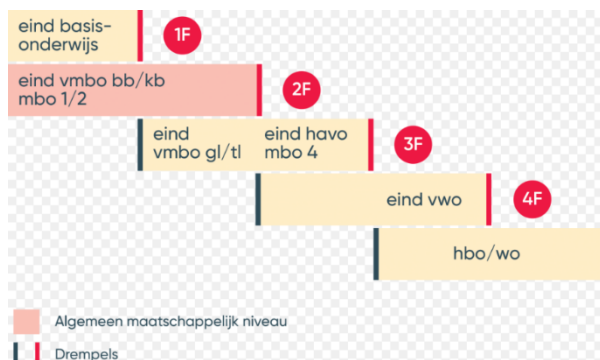 eind basis-
onderwijs
1F
eind vmbo bb/kb
mbo 1/2
2F
eind
vmbo gl/tl
eind havo
mbo 4
3F
eind vwo
4F
hbo/wo
Algemeen maatschappelijk niveau
Drempels